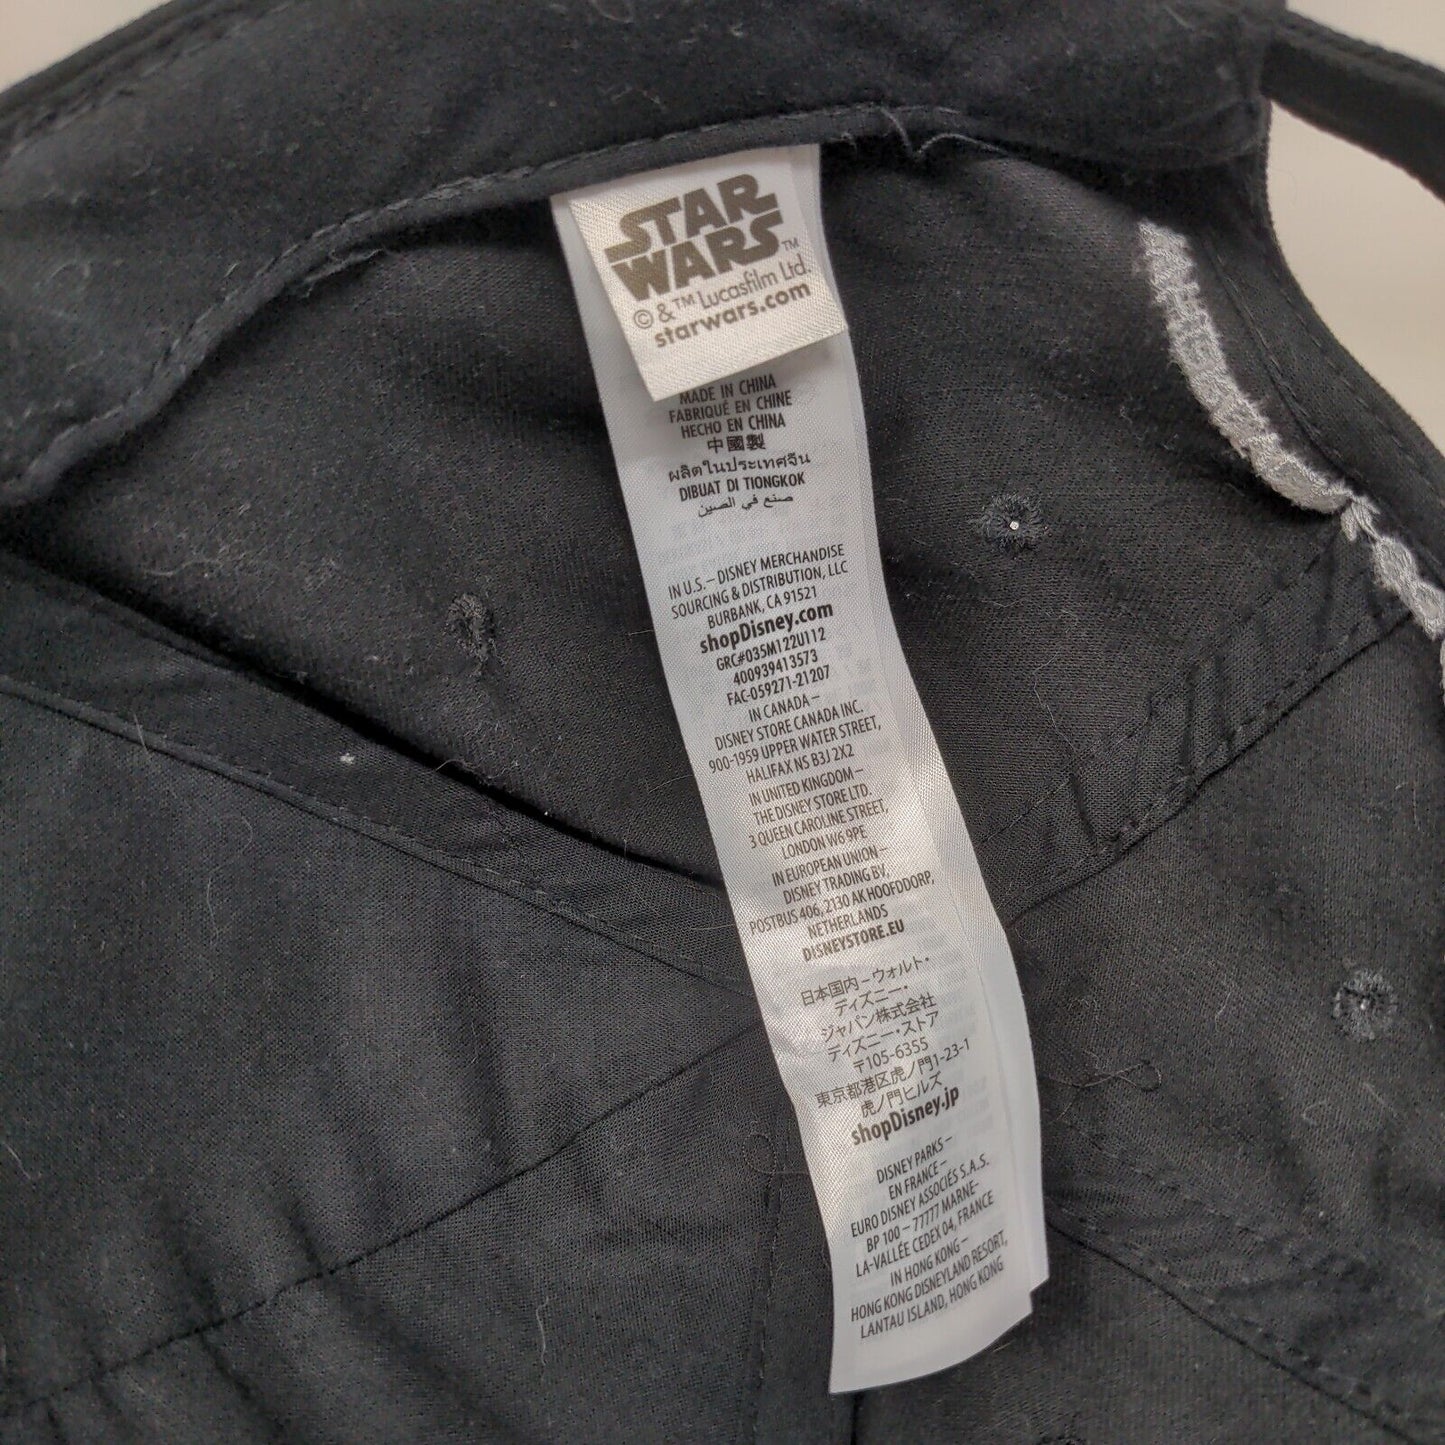 STAR
WARS™
© & ™ Lucasfilm Ltd.
starwars.com
MADE IN CHINA
FABRIQUÉ EN CHINE
HECHO EN CHINA
中國製
ผลิตในประเทศจีน
DIBUAT DI TIONGKOK
صنع في الصين
IN U.S.– DISNEY MERCHANDISE
SOURCING & DISTRIBUTION, LLC
BURBANK, CA 91521
shopDisney.com
GRC#035M122U112
400939413573
FAC-059271-21207
IN CANADA –
DISNEY STORE CANADA INC.
900-1959 UPPER WATER STREET,
HALIFAX NS B3J 2X2
IN UNITED KINGDOM –
THE DISNEY STORE LTD.
3 QUEEN CAROLINE STREET,
LONDON W6 9PE
IN EUROPEAN UNION –
DISNEY TRADING BV,
POSTBUS 406, 2130 AK HOOFDDORP,
NETHERLANDS
DISNEYSTORE.EU
日本国内–ウォルト・
ディズニー・
ジャパン株式会社
ディズニー・ストア
〒105-6355
東京都港区虎ノ門1-23-1
虎ノ門ヒルズ
shopDisney.jp
DISNEY PARKS –
EN FRANCE –
EURO DISNEY ASSOCIÉS S.A.S.
BP 100 – 77777 MARNE-
LA-VALLÉE CEDEX 04, FRANCE
IN HONG KONG –
HONG KONG DISNEYLAND RESORT,
LANTAU ISLAND, HONG KONG